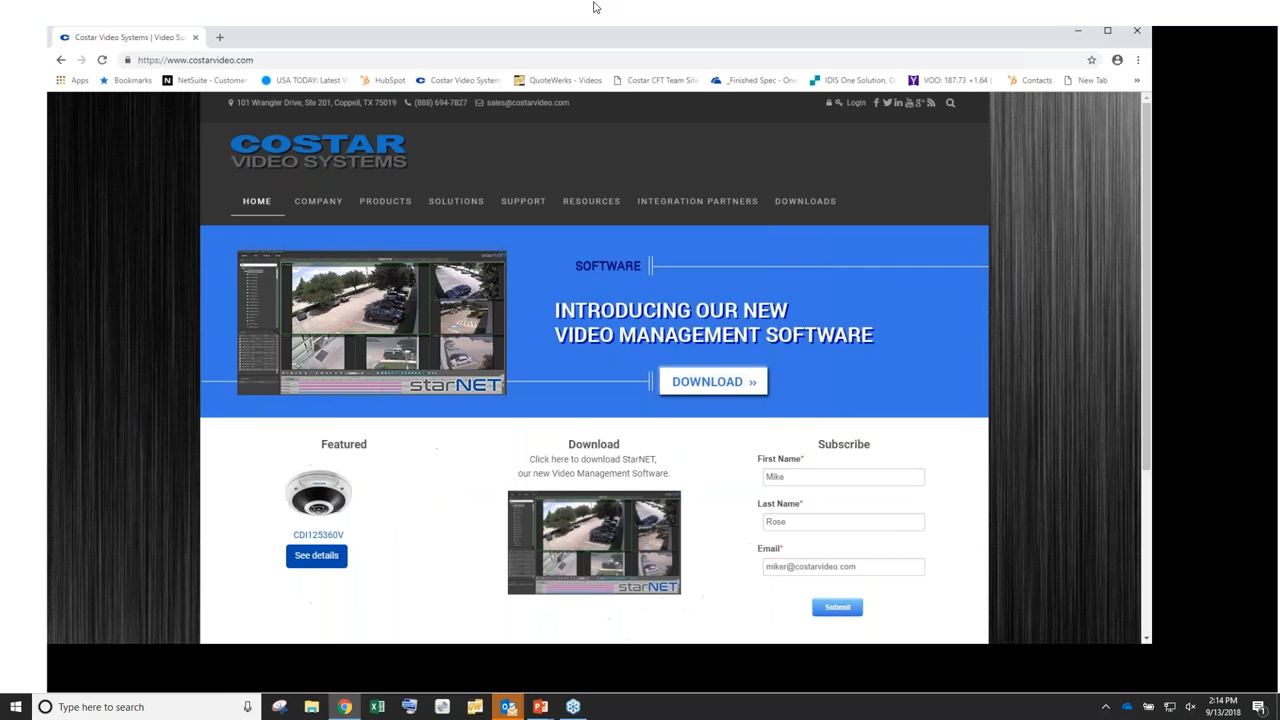 Costar Video Systems | Video Su
https://www.costarvideo.com
Apps Bookmarks NetSuite - Customer USA TODAY: Latest HubSpot Costar Video System QuoteWerks - Videos Costar CFT Team Sit _Finished Spec - One IDIS One Solution, O VOO: 187.73 +1.64 ( Contacts New Tab »
101 Wrangler Drive, Ste 201, Coppell, TX 75019 (888) 694-7827 sales@costarvideo.com Login
COSTAR
VIDEO SYSTEMS
HOME COMPANY PRODUCTS SOLUTIONS SUPPORT RESOURCES INTEGRATION PARTNERS DOWNLOADS
SOFTWARE
INTRODUCING OUR NEW
VIDEO MANAGEMENT SOFTWARE
starNET
DOWNLOAD »
Featured
CDI125360V
See details
Download
Click here to download StarNET,
our new Video Management Software.
starNET
Subscribe
First Name*
Mike
Last Name*
Rose
Email*
miker@costarvideo.com
Submit
Type here to search
2:14 PM
9/13/2018